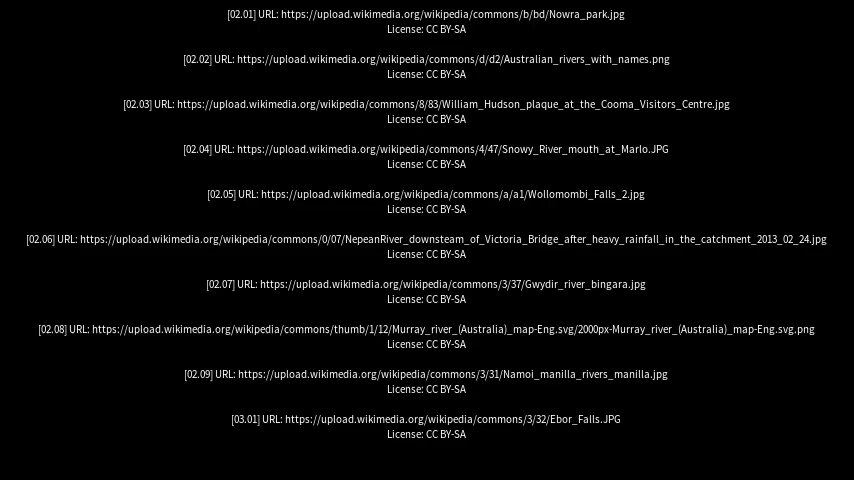 [02.01] URL: https://upload.wikimedia.org/wikipedia/commons/b/bd/Nowra_park.jpg
License: CC BY-SA
[02.02] URL: https://upload.wikimedia.org/wikipedia/commons/d/d2/Australian_rivers_with_names.png
License: CC BY-SA
[02.03] URL: https://upload.wikimedia.org/wikipedia/commons/8/83/William_Hudson_plaque_at_the_Cooma_Visitors_Centre.jpg
License: CC BY-SA
[02.04] URL: https://upload.wikimedia.org/wikipedia/commons/4/47/Snowy_River_mouth_at_Marlo.JPG
License: CC BY-SA
[02.05] URL: https://upload.wikimedia.org/wikipedia/commons/a/a1/Wollomombi_Falls_2.jpg
License: CC BY-SA
[02.06] URL: https://upload.wikimedia.org/wikipedia/commons/0/07/NepeanRiver_downsteam_of_Victoria_Bridge_after_heavy_rainfall_in_the_catchment_2013_02_24.jpg
License: CC BY-SA
[02.07] URL: https://upload.wikimedia.org/wikipedia/commons/3/37/Gwydir_river_bingara.jpg
License: CC BY-SA
[02.08] URL: https://upload.wikimedia.org/wikipedia/commons/thumb/1/12/Murray_river_(Australia)_map-Eng.svg/2000px-Murray_river_(Australia)_map-Eng.svg.png
License: CC BY-SA
[02.09] URL: https://upload.wikimedia.org/wikipedia/commons/3/31/Namoi_manilla_rivers_manilla.jpg
License: CC BY-SA
[03.01] URL: https://upload.wikimedia.org/wikipedia/commons/3/32/Ebor_Falls.JPG
License: CC BY-SA